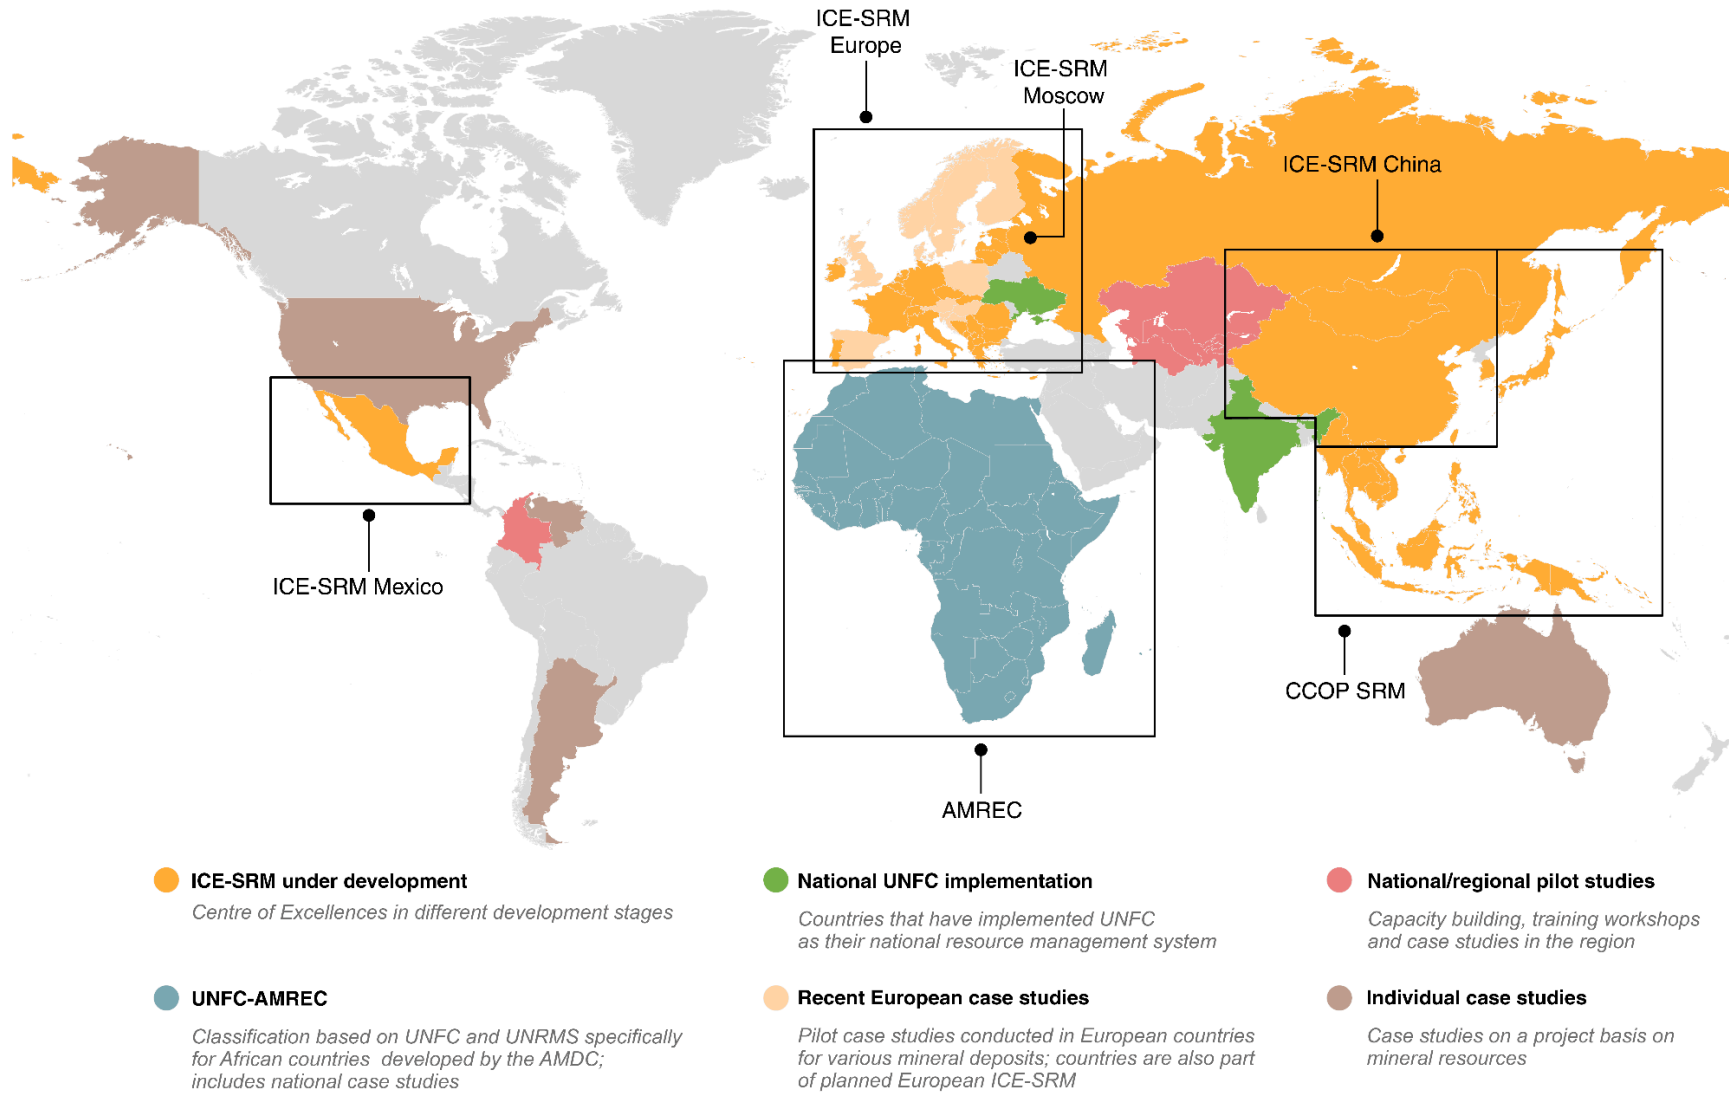 ICE-SRM
Europe
ICE-SRM
Moscow
ICE-SRM China
ICE-SRM Mexico
CCOP SRM
AMREC
ICE-SRM under development
Centre of Excellences in different development stages
National UNFC implementation
Countries that have implemented UNFC
as their national resource management system
National/regional pilot studies
Capacity building, training workshops
and case studies in the region
UNFC-AMREC
Classification based on UNFC and UNRMS specifically
for African countries developed by the AMDC;
includes national case studies
Recent European case studies
Pilot case studies conducted in European countries
for various mineral deposits; countries are also part
of planned European ICE-SRM
Individual case studies
Case studies on a project basis on
mineral resources